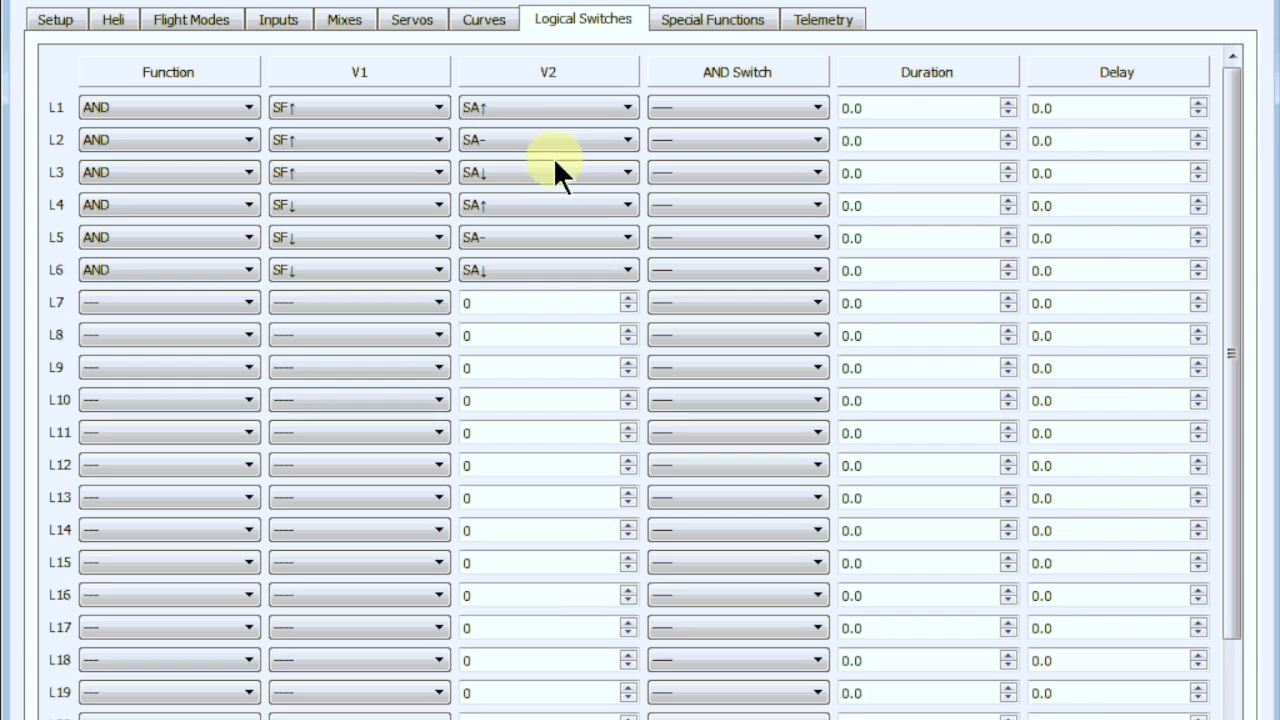 Setup Heli Flight Modes Inputs Mixes Servos Curves Logical Switches Special Functions Telemetry
Function V1 V2 AND Switch Duration Delay
L1 AND SF↑ SA↑ ---- 0.0 0.0
L2 AND SF↑ SA- ---- 0.0 0.0
L3 AND SF↑ SA↓ ---- 0.0 0.0
L4 AND SF↓ SA↑ ---- 0.0 0.0
L5 AND SF↓ SA- ---- 0.0 0.0
L6 AND SF↓ SA↓ ---- 0.0 0.0
L7 --- ---- 0 ---- 0.0 0.0
L8 --- ---- 0 ---- 0.0 0.0
L9 --- ---- 0 ---- 0.0 0.0
L10 --- ---- 0 ---- 0.0 0.0
L11 --- ---- 0 ---- 0.0 0.0
L12 --- ---- 0 ---- 0.0 0.0
L13 --- ---- 0 ---- 0.0 0.0
L14 --- ---- 0 ---- 0.0 0.0
L15 --- ---- 0 ---- 0.0 0.0
L16 --- ---- 0 ---- 0.0 0.0
L17 --- ---- 0 ---- 0.0 0.0
L18 --- ---- 0 ---- 0.0 0.0
L19 --- ---- 0 ---- 0.0 0.0